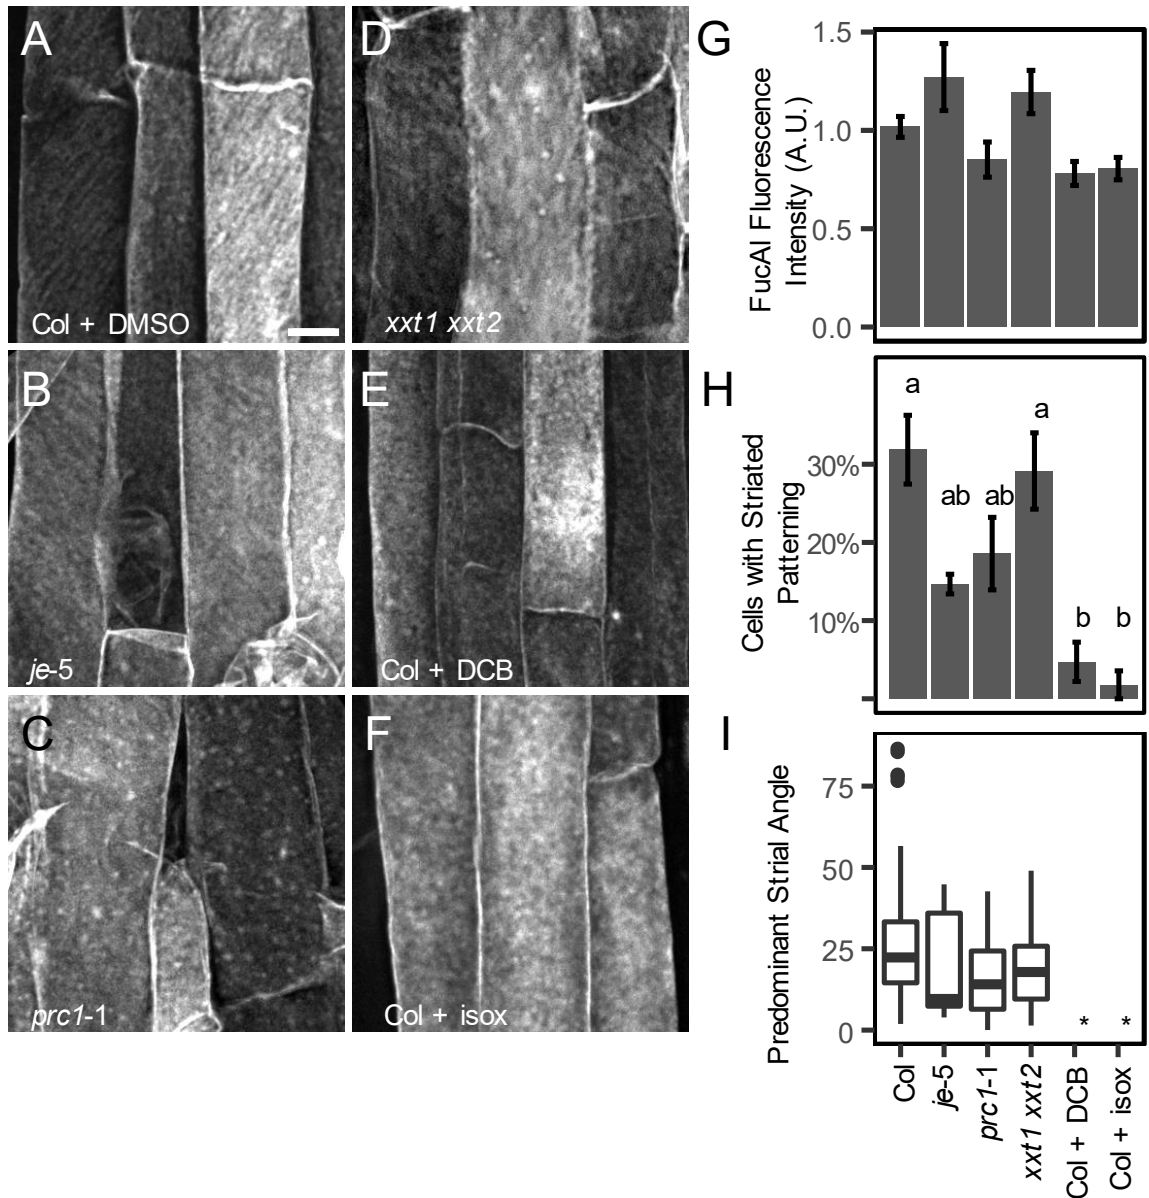 A
Col + DMSO
D
xxt1 xxt2
B
je-5
E
Col + DCB
C
prc1-1
F
Col + isox
G
FucAl Fluorescence
Intensity (A.U.)
1.5
1.0
0.5
0.0
H
Cells with Striated
Patterning
30%
20%
10%
a
ab
ab
a
b
b
I
Predominant Strial Angle
75
50
25
0
*
*
Col
je-5
prc1-1
xxt1 xxt2
Col + DCB
Col + isox